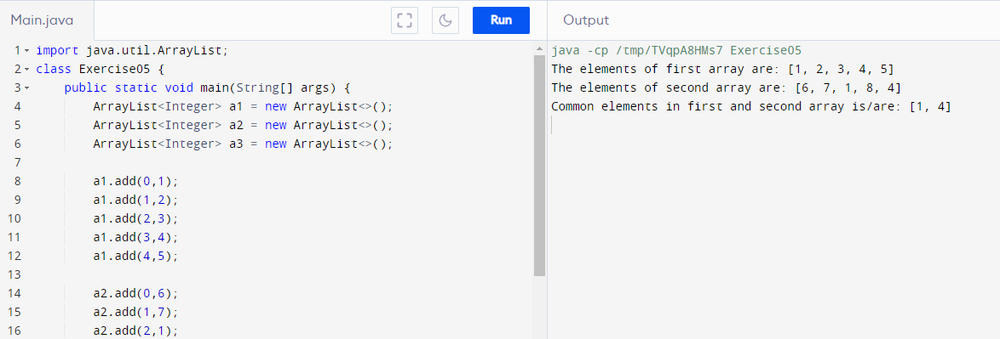 Main.java
Run
Output
1 import java.util.ArrayList;
2 class Exercise05 {
3 public static void main(String[] args) {
4 ArrayList<Integer> a1 = new ArrayList<>();
5 ArrayList<Integer> a2 = new ArrayList<>();
6 ArrayList<Integer> a3 = new ArrayList<>();
7
8 a1.add(0,1);
9 a1.add(1,2);
10 a1.add(2,3);
11 a1.add(3,4);
12 a1.add(4,5);
13
14 a2.add(0,6);
15 a2.add(1,7);
16 a2.add(2,1);
java -cp /tmp/TVqpA8HMs7 Exercise05
The elements of first array are: [1, 2, 3, 4, 5]
The elements of second array are: [6, 7, 1, 8, 4]
Common elements in first and second array is/are: [1, 4]